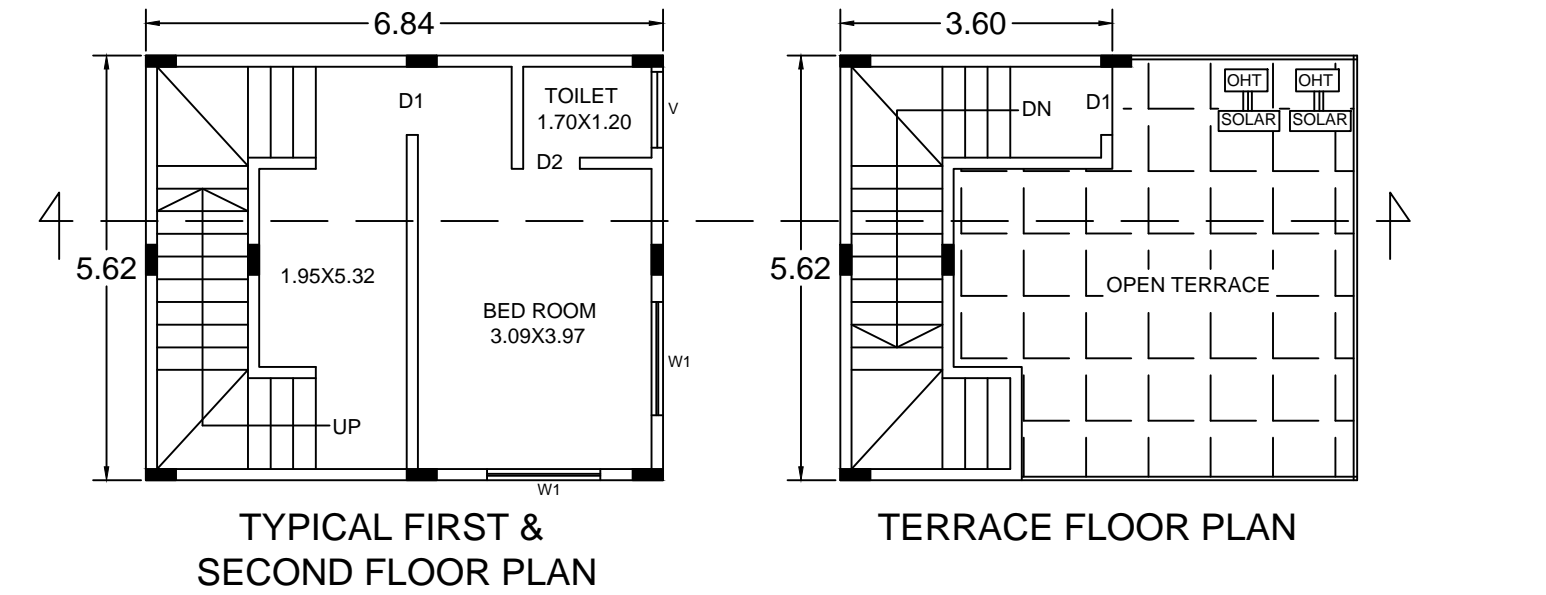 6.84
D1
TOILET
1.70X1.20
V
D2
5.62
1.95X5.32
BED ROOM
3.09X3.97
W1
UP
W1
TYPICAL FIRST &
SECOND FLOOR PLAN
3.60
OHT
OHT
DN
D1
SOLAR
SOLAR
5.62
OPEN TERRACE
TERRACE FLOOR PLAN